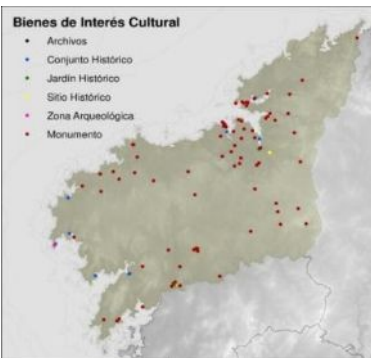 Bienes de Interés Cultural
Archivos
Conjunto Histórico
Jardín Histórico
Sitio Histórico
Zona Arqueológica
Monumento